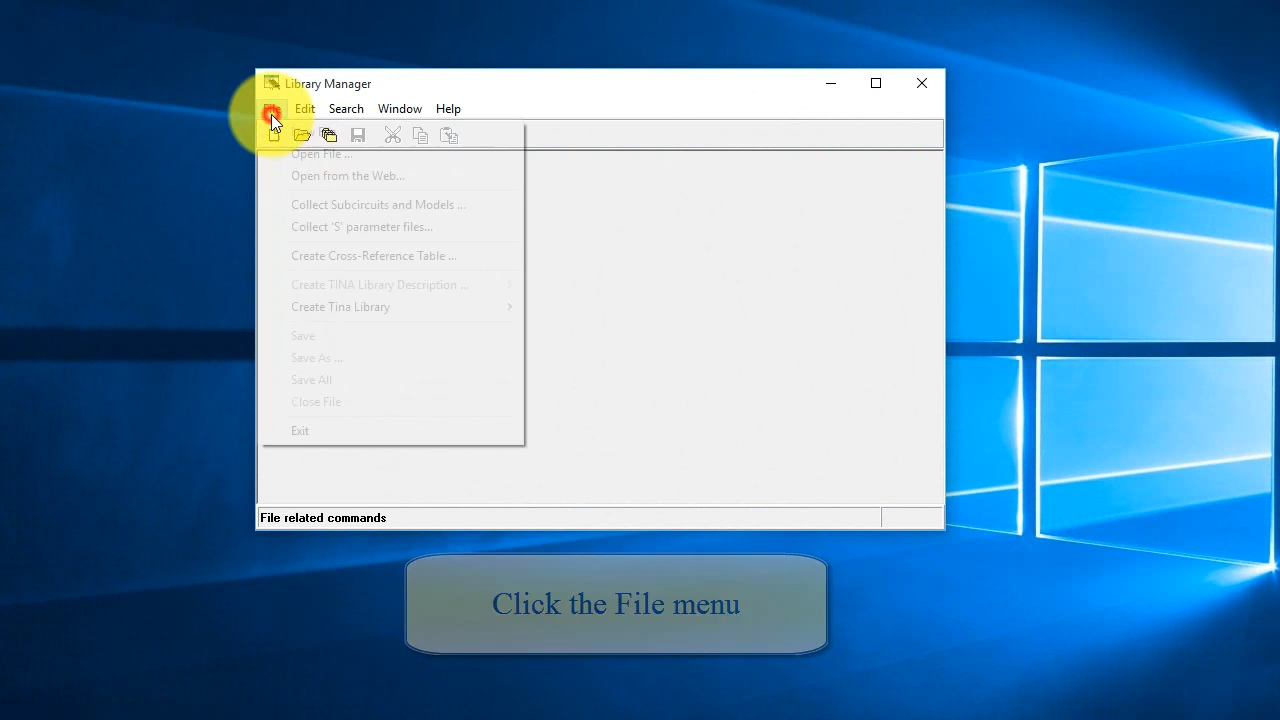 Library Manager
File Edit Search Window Help
Open File ...
Open from the Web...
Collect Subcircuits and Models ...
Collect 'S' parameter files...
Create Cross-Reference Table ...
Create TINA Library Description ...
Create Tina Library
Save
Save As ...
Save All
Close File
Exit
File related commands
Click the File menu